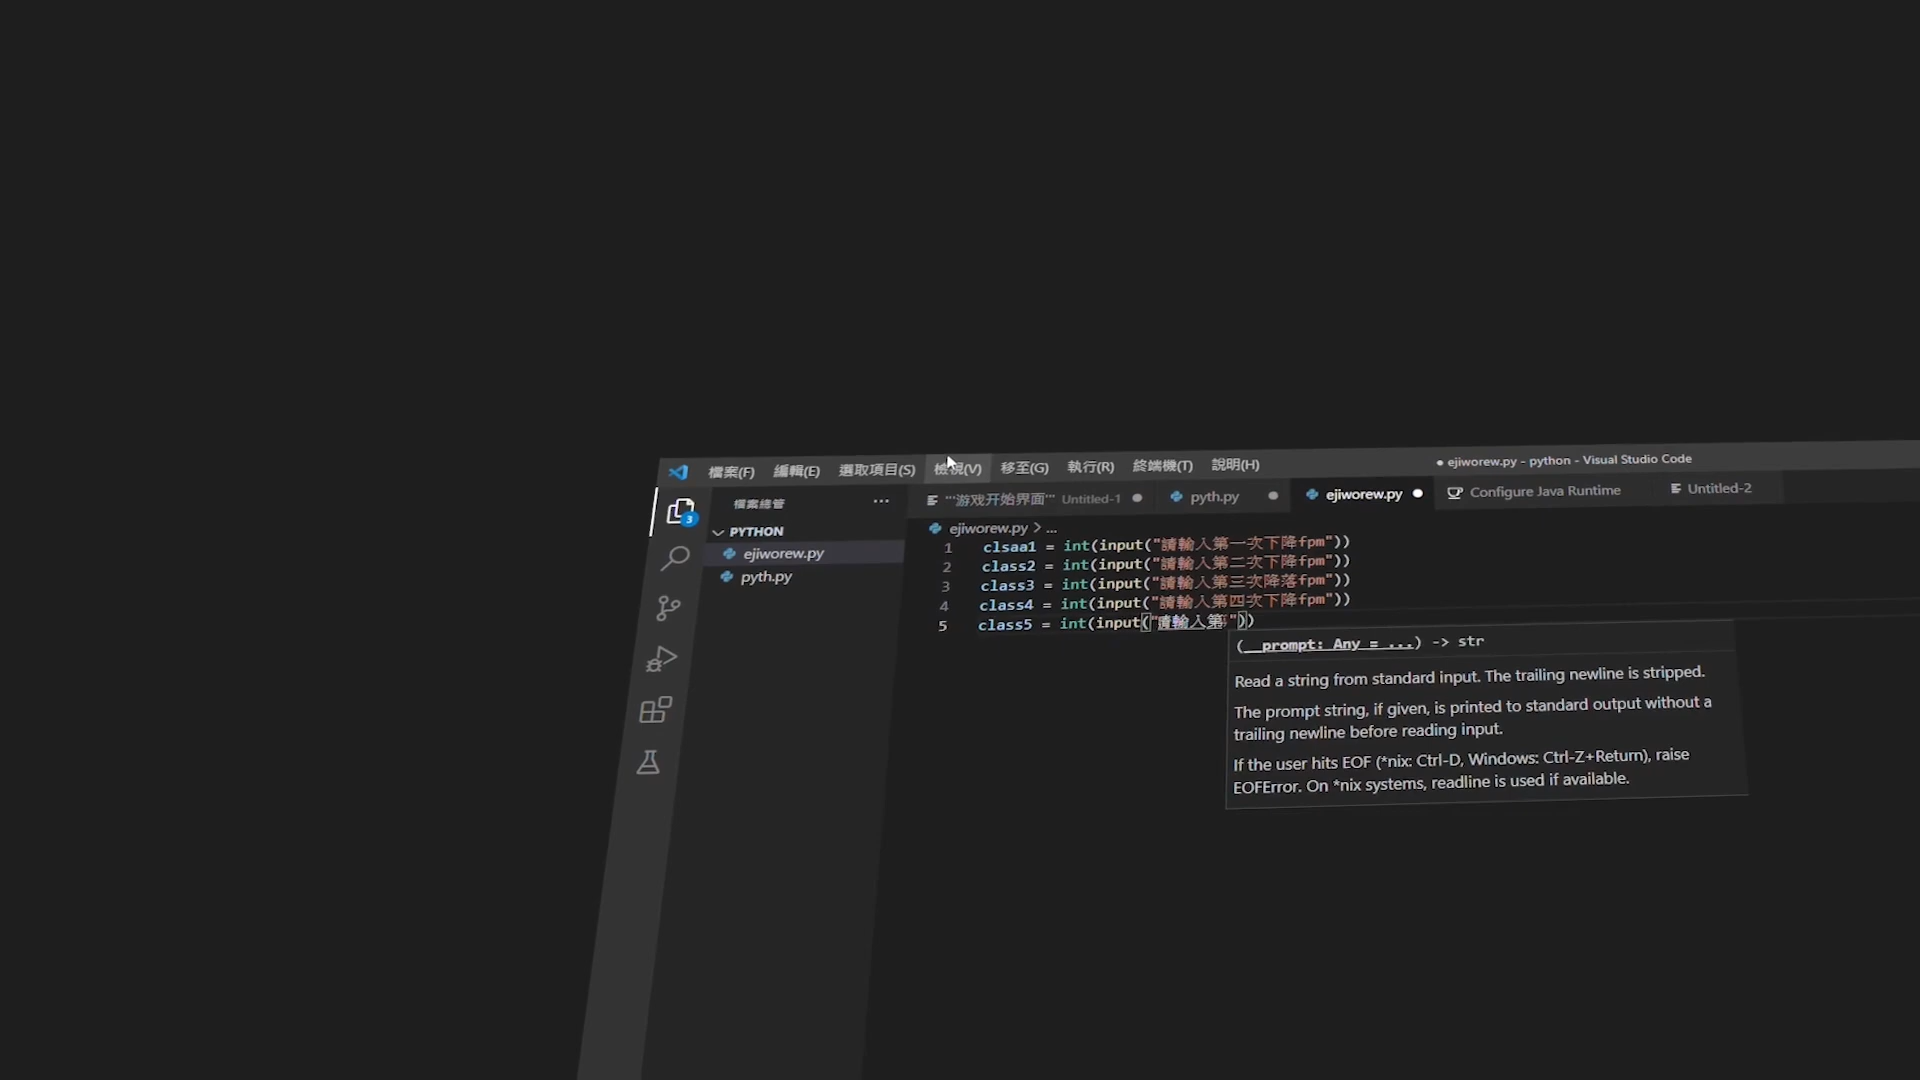 檔案(F) 編輯(E) 選取項目(S) 檢視(V) 移至(G) 執行(R) 終端機(T) 說明(H)
● ejiworew.py - python - Visual Studio Code
檔案總管 ...
'''游戏开始界面''' Untitled-1 ● pyth.py ● ejiworew.py ● Configure Java Runtime Untitled-2
3
PYTHON
ejiworew.py
pyth.py
ejiworew.py > ...
1 clsaa1 = int(input("請輸入第一次下降fpm"))
2 class2 = int(input("請輸入第二次下降fpm"))
3 class3 = int(input("請輸入第三次降落fpm"))
4 class4 = int(input("請輸入第四次下降fpm"))
5 class5 = int(input("請輸入第"))
(__prompt: Any = ...) -> str
Read a string from standard input. The trailing newline is stripped.
The prompt string, if given, is printed to standard output without a
trailing newline before reading input.
If the user hits EOF (*nix: Ctrl-D, Windows: Ctrl-Z+Return), raise
EOFError. On *nix systems, readline is used if available.